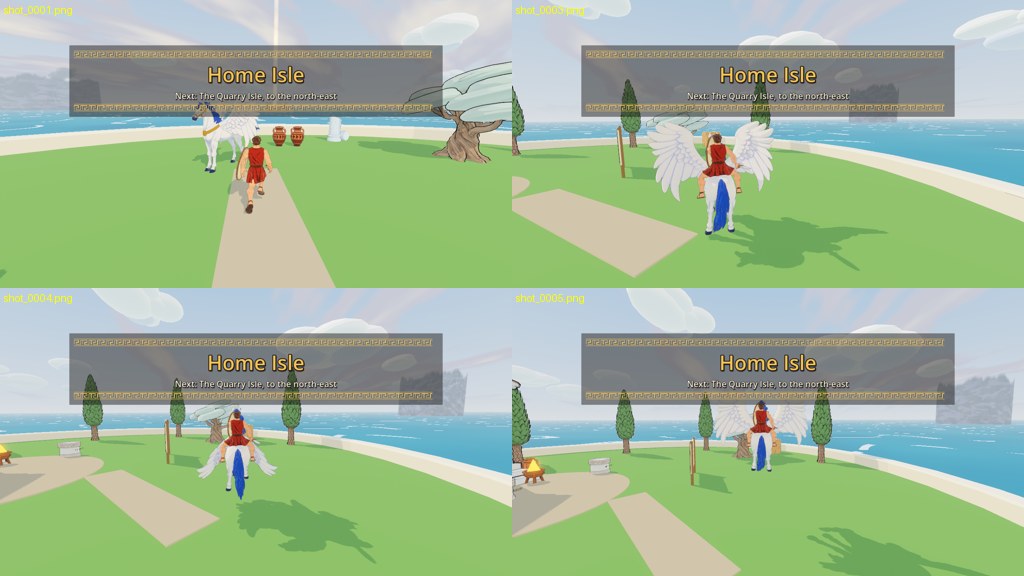 shot_0001.png
Home Isle
Next: The Quarry Isle, to the north-east
shot_0003.png
Home Isle
Next: The Quarry Isle, to the north-east
shot_0004.png
Home Isle
Next: The Quarry Isle, to the north-east
shot_0005.png
Home Isle
Next: The Quarry Isle, to the north-east